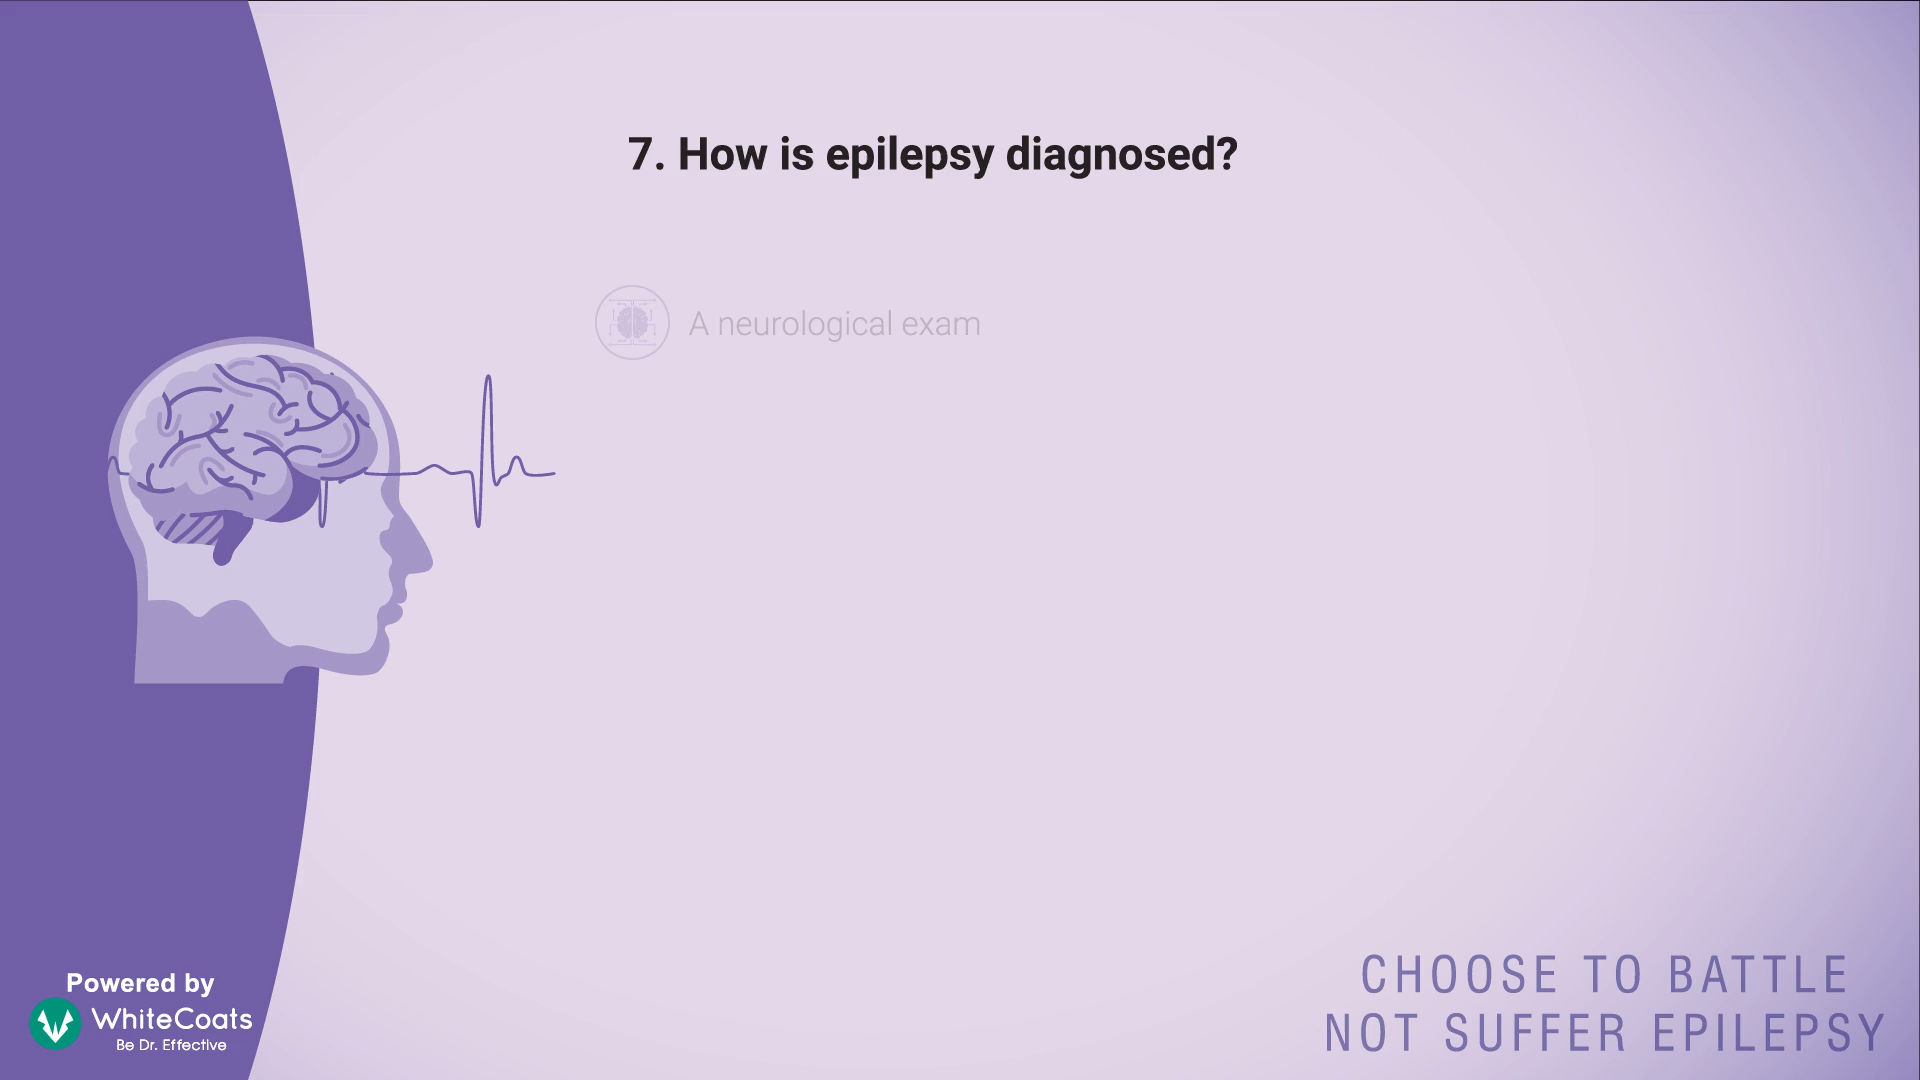 7. How is epilepsy diagnosed?
A neurological exam
Powered by
WhiteCoats
Be Dr. Effective
CHOOSE TO BATTLE
NOT SUFFER EPILEPSY